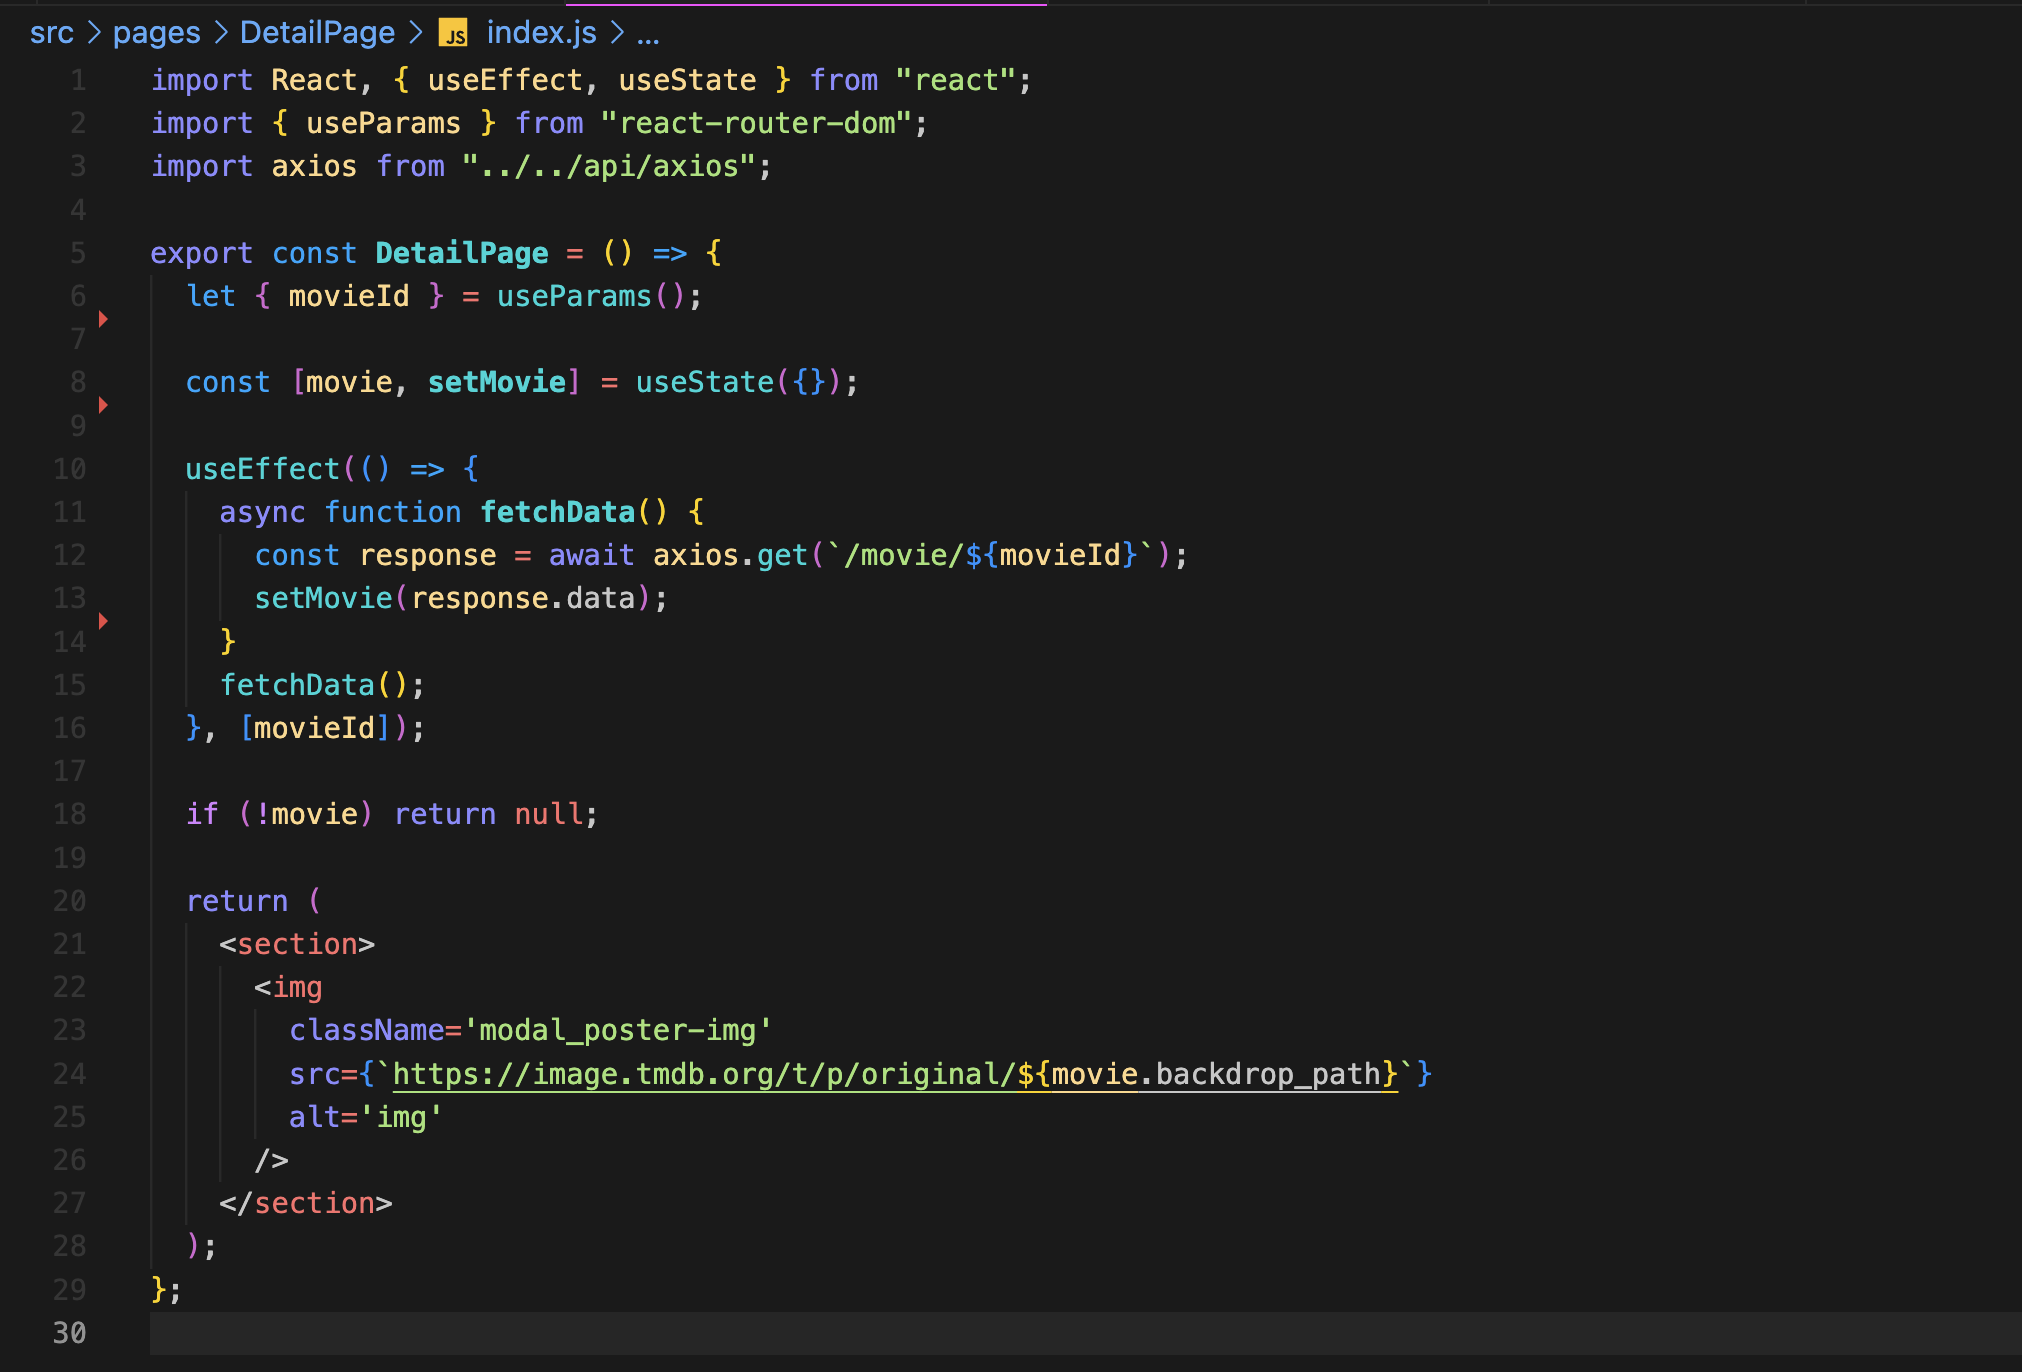 src > pages > DetailPage > JS index.js > ...
1 import React, { useEffect, useState } from "react";
2 import { useParams } from "react-router-dom";
3 import axios from "../../api/axios";
4
5 export const DetailPage = () => {
6   let { movieId } = useParams();
7
8   const [movie, setMovie] = useState({});
9
10   useEffect(() => {
11     async function fetchData() {
12       const response = await axios.get(`/movie/${movieId}`);
13       setMovie(response.data);
14     }
15     fetchData();
16   }, [movieId]);
17
18   if (!movie) return null;
19
20   return (
21     <section>
22       <img
23         className='modal_poster-img'
24         src={`https://image.tmdb.org/t/p/original/${movie.backdrop_path}`}
25         alt='img'
26       />
27     </section>
28   );
29 };
30